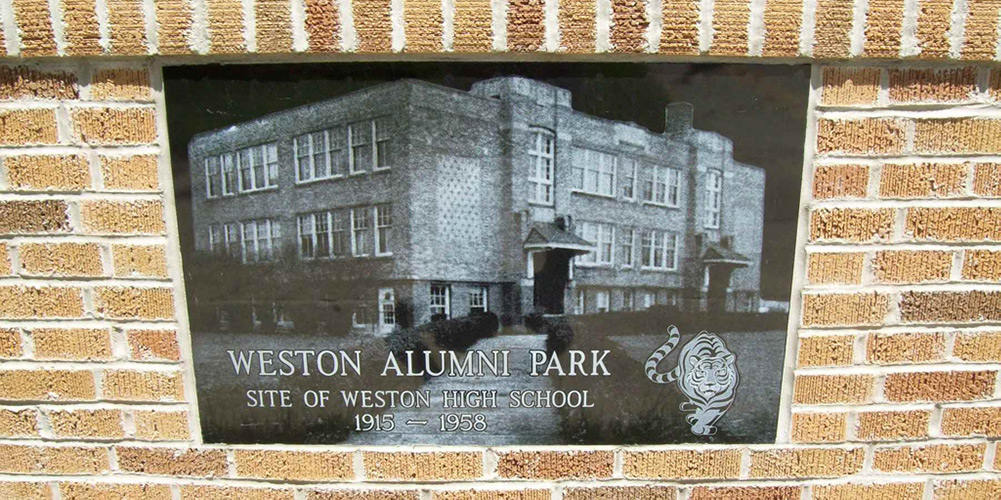 WESTON ALUMNI PARK
SITE OF WESTON HIGH SCHOOL
1915 — 1958